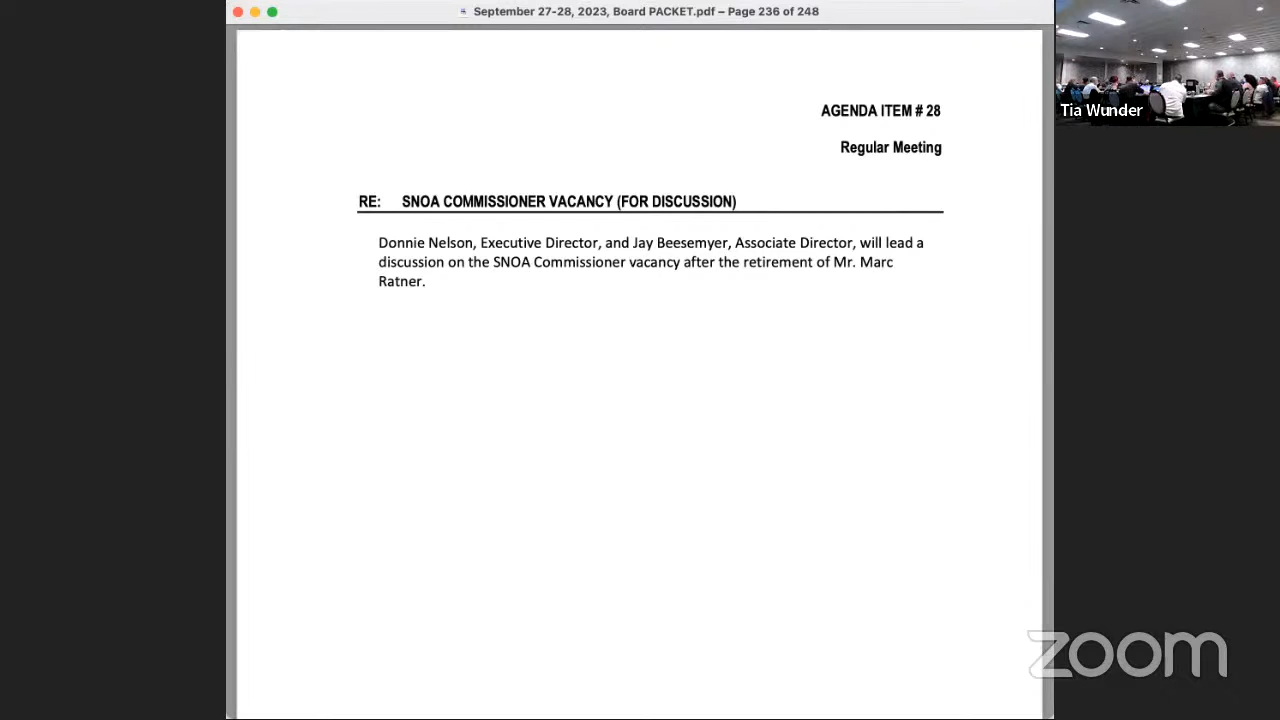 September 27-28, 2023, Board PACKET.pdf – Page 236 of 248
Tia Wunder
AGENDA ITEM # 28
Regular Meeting
RE: SNOA COMMISSIONER VACANCY (FOR DISCUSSION)
Donnie Nelson, Executive Director, and Jay Beesemyer, Associate Director, will lead a
discussion on the SNOA Commissioner vacancy after the retirement of Mr. Marc
Ratner.
zoom